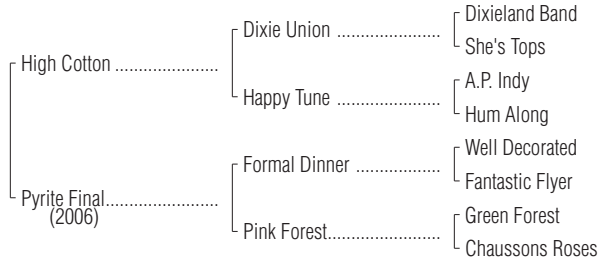 Dixieland Band
Dixie Union .....................
She's Tops
High Cotton .....................
A.P. Indy
Happy Tune .....................
Hum Along
Well Decorated
Formal Dinner .................
Fantastic Flyer
Pyrite Final.......................
(2006)
Green Forest
Pink Forest.......................
Chaussons Roses